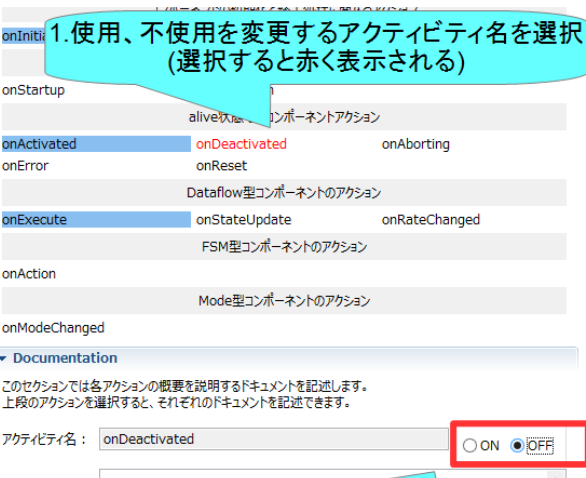 onIniti
1.使用、不使用を変更するアクティビティ名を選択
(選択すると赤く表示される)
onStartup
alive状態 コンポーネントアクション
onActivated onDeactivated onAborting
onError onReset
Dataflow型コンポーネントのアクション
onExecute onStateUpdate onRateChanged
FSM型コンポーネントのアクション
onAction
Mode型コンポーネントのアクション
onModeChanged
Documentation
このセクションでは各アクションの概要を説明するドキュメントを記述します。
上段のアクションを選択すると、それぞれのドキュメントを記述できます。
アクティビティ名： onDeactivated ON OFF